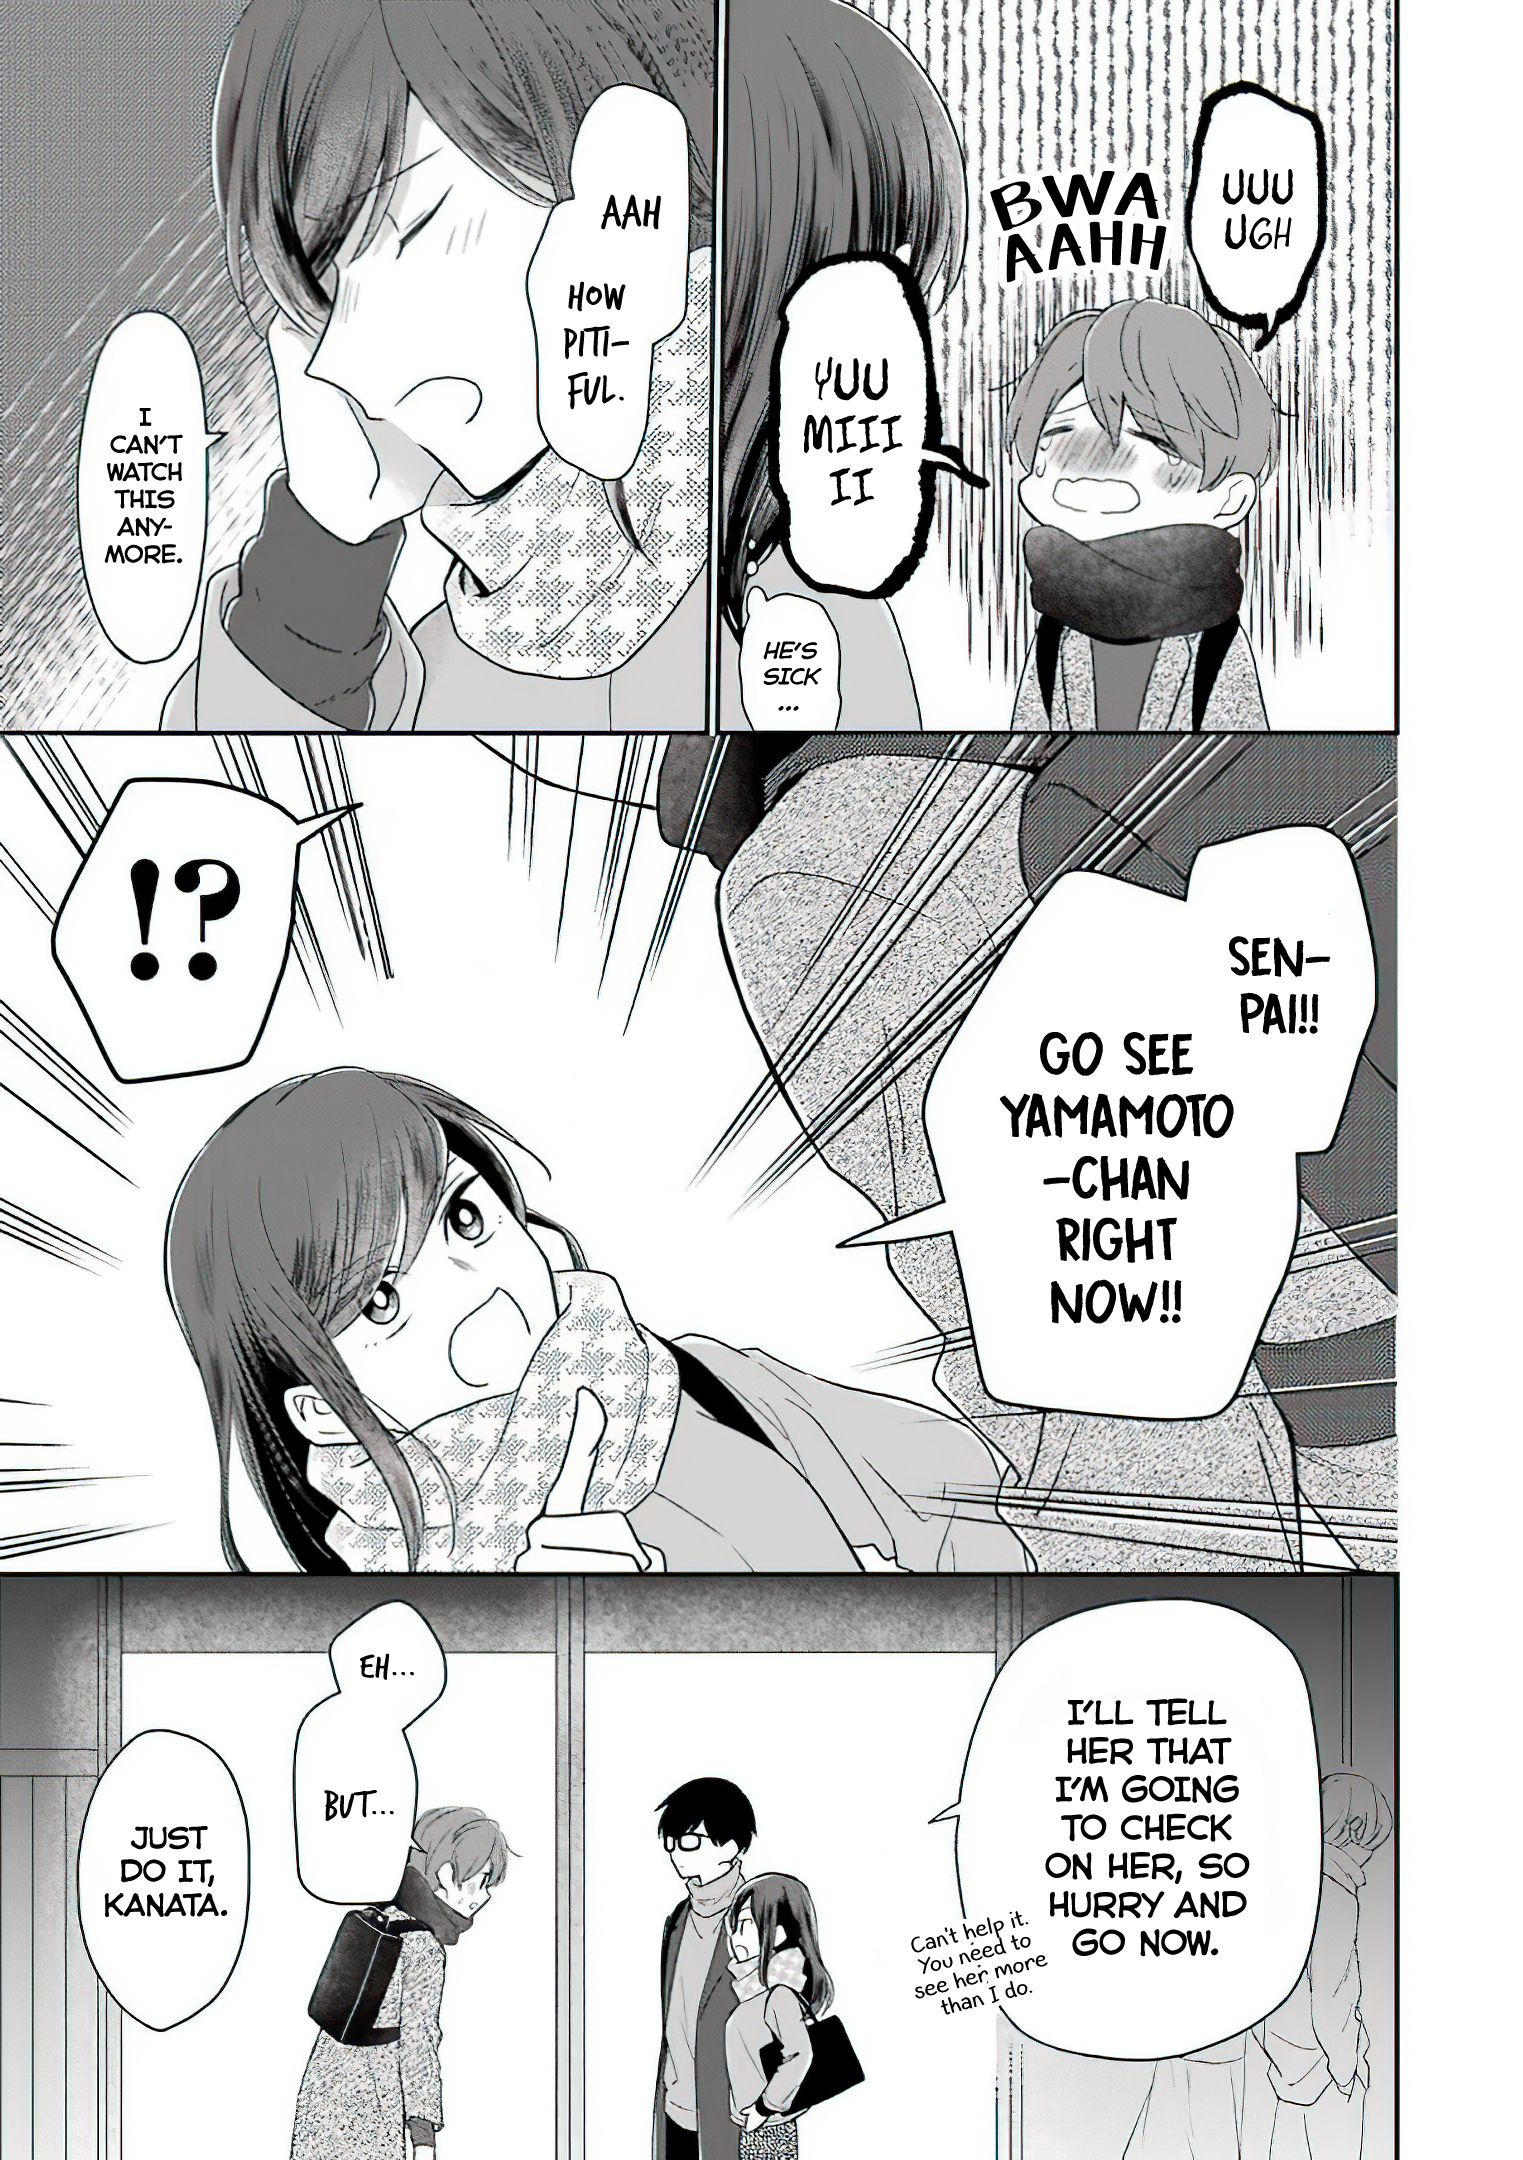 UUU
UGH
BWA
AAHH
YUU
MIII
II
HE'S
SICK
...
AAH
HOW
PITI-
FUL.
I
CAN'T
WATCH
THIS
ANY-
MORE.
SEN-
PAI!!
GO SEE
YAMAMOTO
-CHAN
RIGHT
NOW!!
!?
I'LL TELL
HER THAT
I'M GOING
TO CHECK
ON HER, SO
HURRY AND
GO NOW.
Can't help it.
You need to
see her more
than I do.
EH...
BUT...
JUST
DO IT,
KANATA.